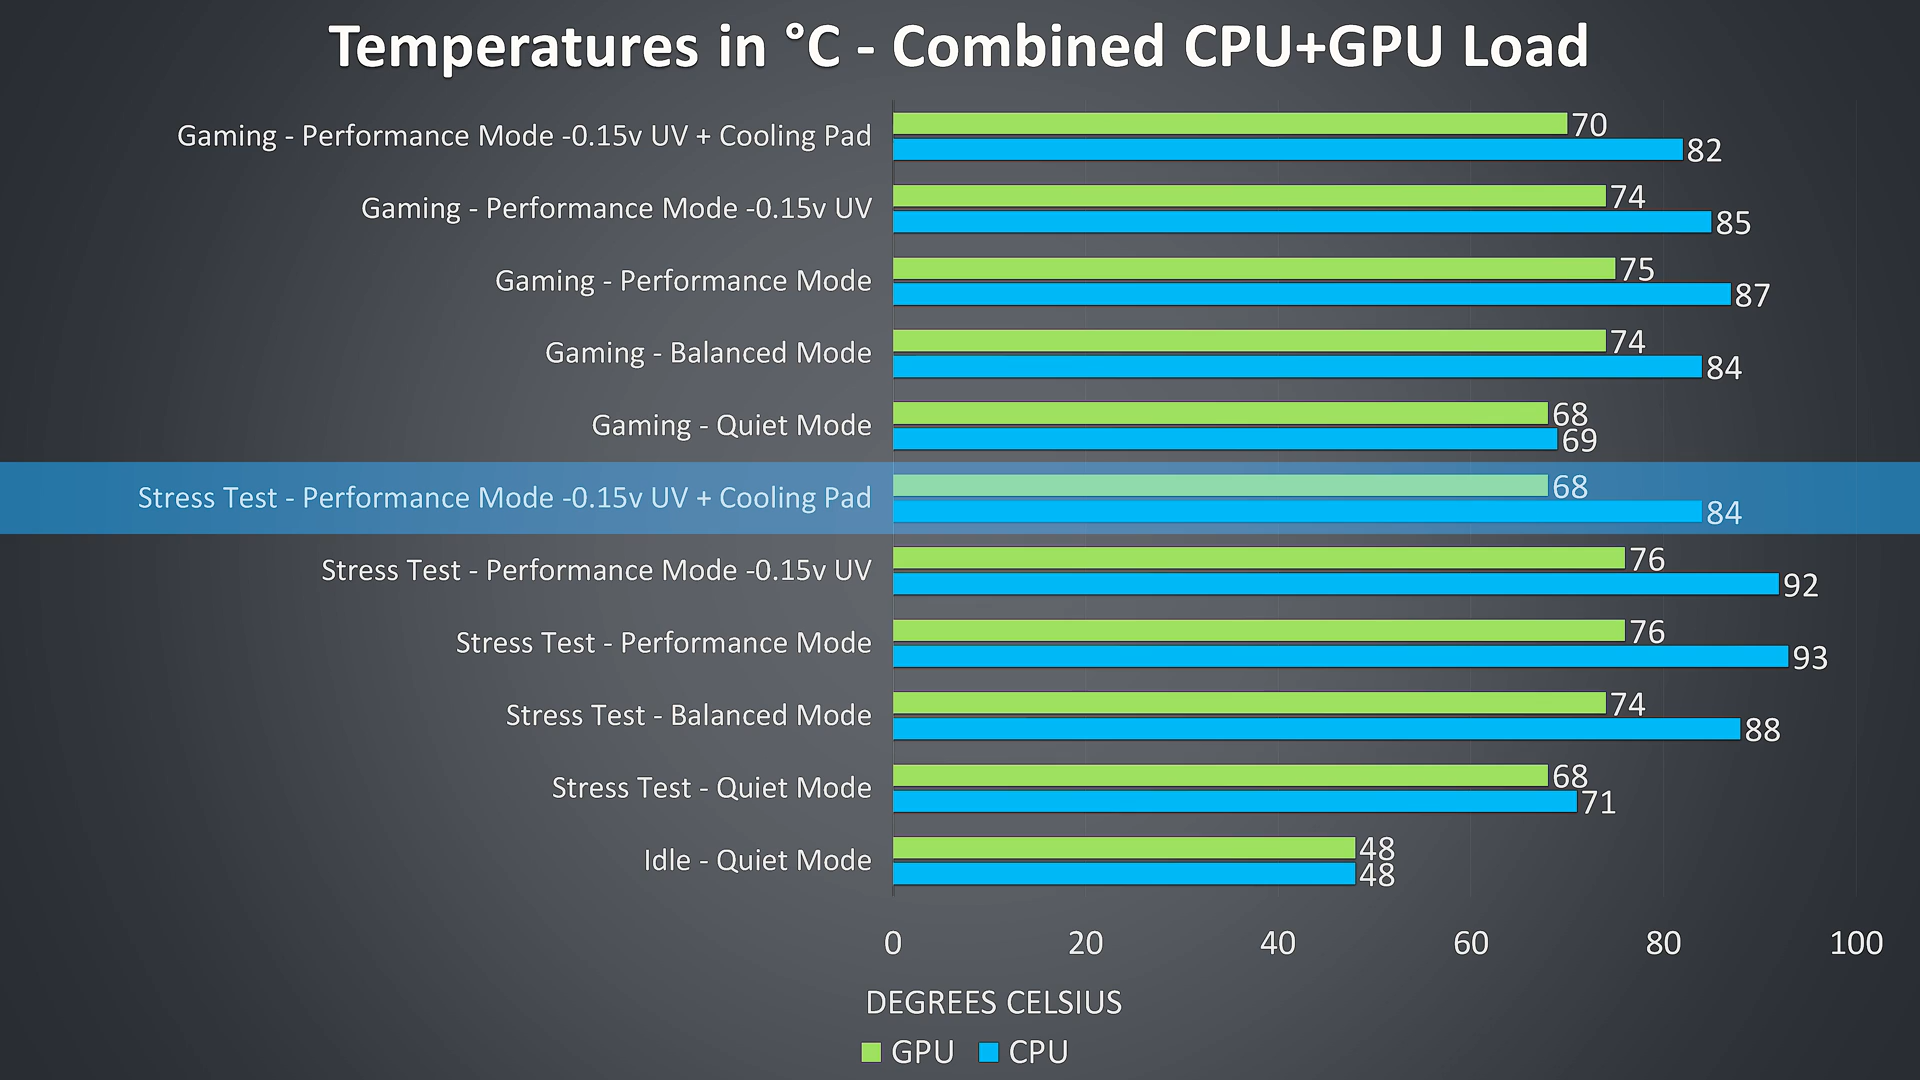 Temperatures in °C - Combined CPU+GPU Load
Gaming - Performance Mode -0.15v UV + Cooling Pad
70
82
Gaming - Performance Mode -0.15v UV
74
85
Gaming - Performance Mode
75
87
Gaming - Balanced Mode
74
84
Gaming - Quiet Mode
68
69
Stress Test - Performance Mode -0.15v UV + Cooling Pad
68
84
Stress Test - Performance Mode -0.15v UV
76
92
Stress Test - Performance Mode
76
93
Stress Test - Balanced Mode
74
88
Stress Test - Quiet Mode
68
71
Idle - Quiet Mode
48
48
0 20 40 60 80 100
DEGREES CELSIUS
GPU CPU